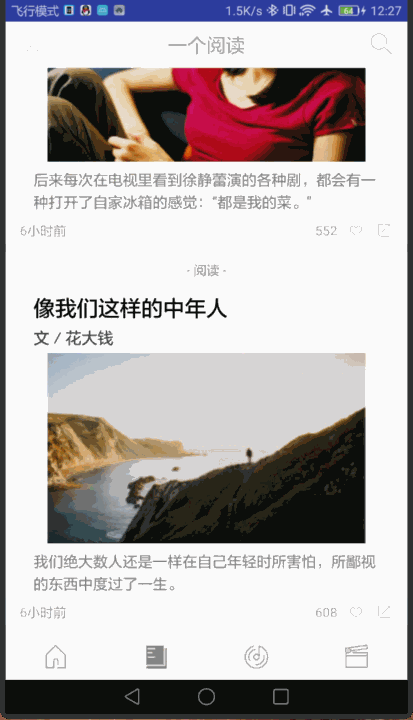 飞行模式 1.5K/s 64 12:27
一个阅读
后来每次在电视里看到徐静蕾演的各种剧，都会有一
种打开了自家冰箱的感觉：“都是我的菜。”
6小时前 552
- 阅读 -
像我们这样的中年人
文 / 花大钱
我们绝大数人还是一样在自己年轻时所害怕，所鄙视
的东西中度过了一生。
6小时前 608